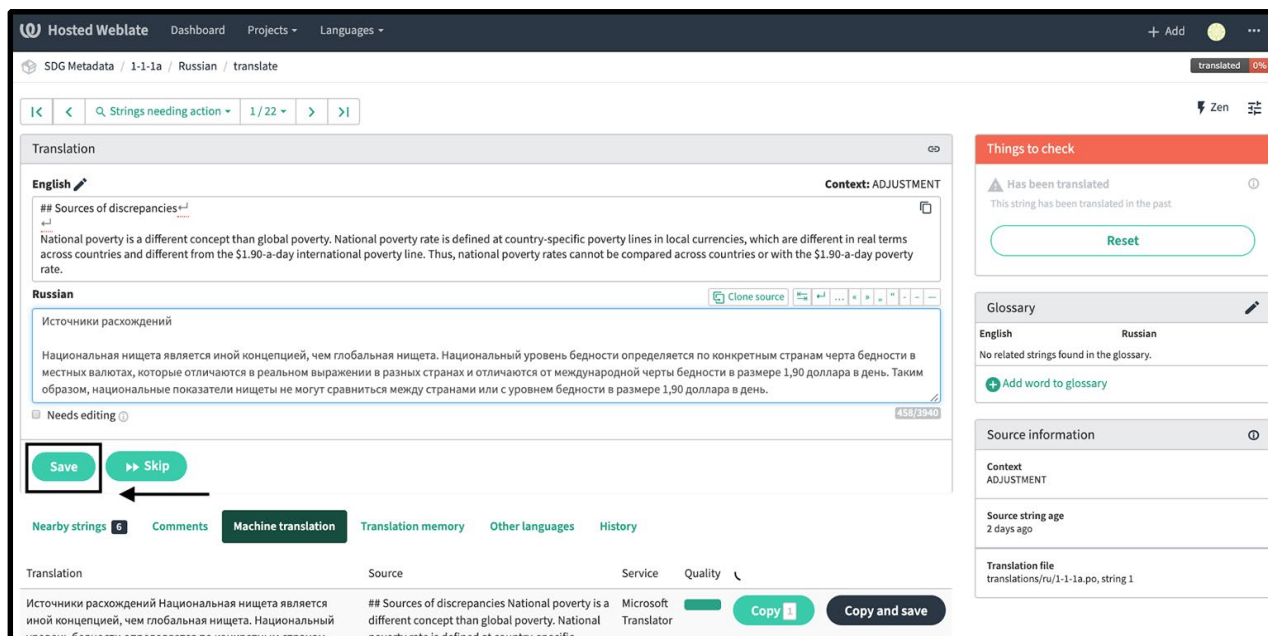 Hosted Weblate Dashboard Projects Languages + Add ...
SDG Metadata / 1-1-1a / Russian / translate
translated 0%
Strings needing action 1 / 22
Zen
Translation
English
Context: ADJUSTMENT
## Sources of discrepancies↵
↵
National poverty is a different concept than global poverty. National poverty rate is defined at country-specific poverty lines in local currencies, which are different in real terms
across countries and different from the $1.90-a-day international poverty line. Thus, national poverty rates cannot be compared across countries or with the $1.90-a-day poverty
rate.
Russian
Clone source ↵ … « » „ “ - – —
Источники расхождений
Национальная нищета является иной концепцией, чем глобальная нищета. Национальный уровень бедности определяется по конкретным странам черта бедности в
местных валютах, которые отличаются в реальном выражении в разных странах и отличаются от международной черты бедности в размере 1,90 доллара в день. Таким
образом, национальные показатели нищеты не могут сравниться между странами или с уровнем бедности в размере 1,90 доллара в день.
Needs editing
458/3940
Save
Skip
Nearby strings 6 Comments Machine translation Translation memory Other languages History
Translation Source Service Quality
Источники расхождений Национальная нищета является
иной концепцией, чем глобальная нищета. Национальный
## Sources of discrepancies National poverty is a
different concept than global poverty. National
Microsoft
Translator
Copy 1
Copy and save
Things to check
Has been translated
This string has been translated in the past
Reset
Glossary
English Russian
No related strings found in the glossary.
Add word to glossary
Source information
Context
ADJUSTMENT
Source string age
2 days ago
Translation file
translations/ru/1-1-1a.po, string 1